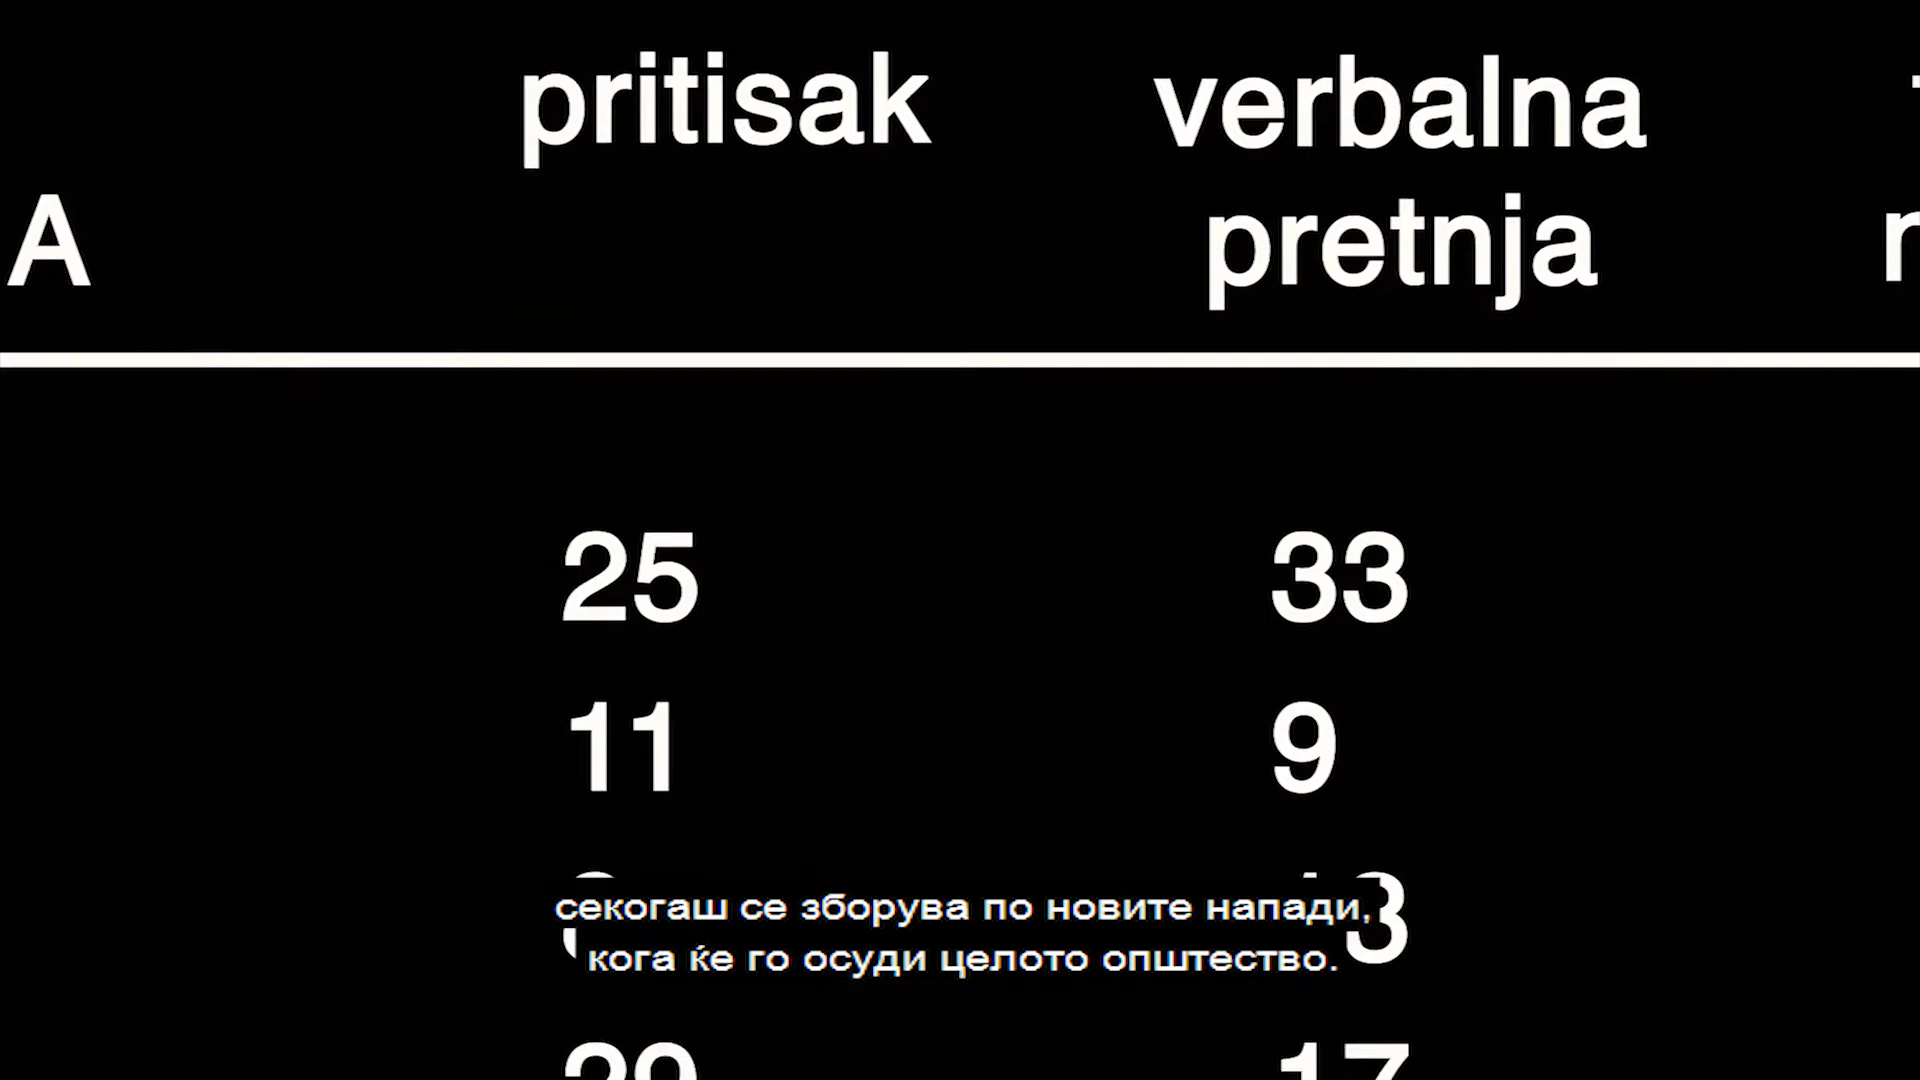 pritisak verbalna
A pretnja
25 33
11 9
секогаш се зборува по новите напади,
кога ќе го осуди целото општество.
17